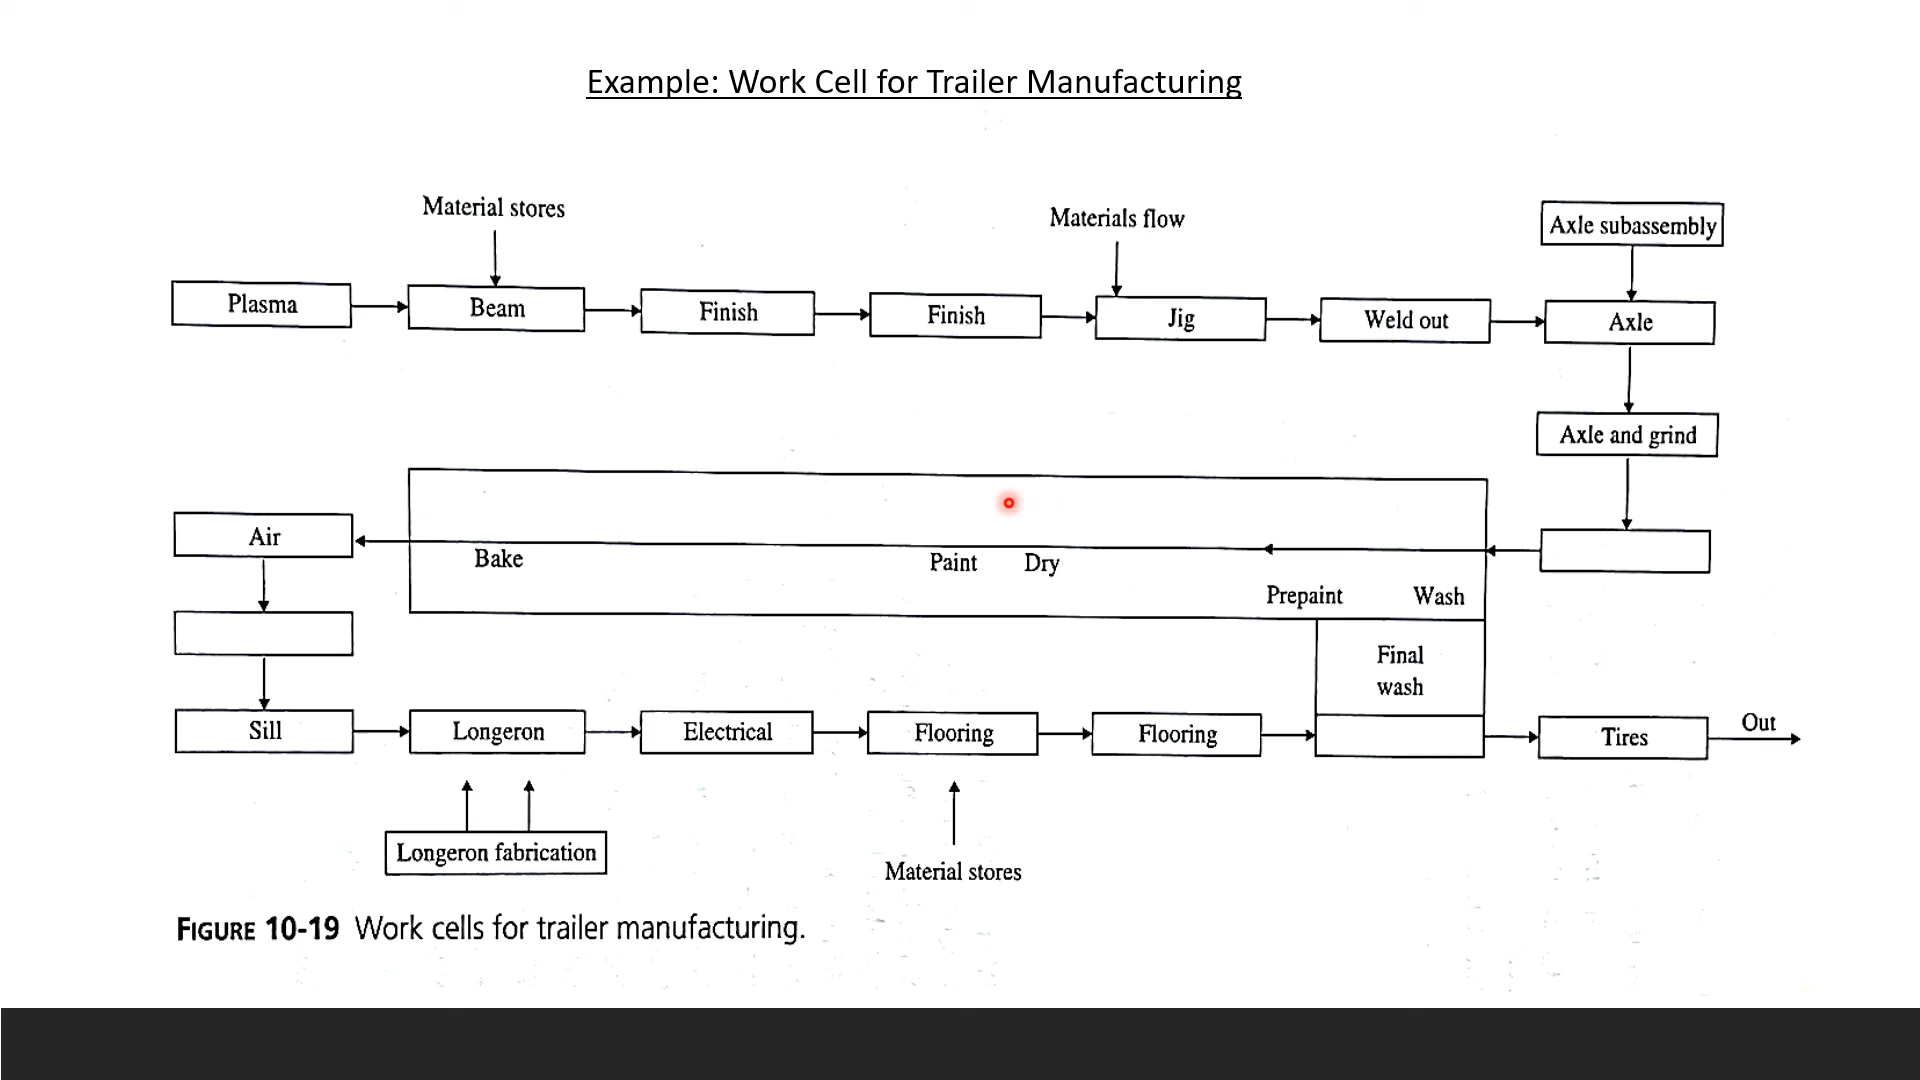 Example: Work Cell for Trailer Manufacturing
Material stores
Materials flow
Axle subassembly
Plasma
Beam
Finish
Finish
Jig
Weld out
Axle
Axle and grind
Air
Bake
Paint
Dry
Prepaint
Wash
Final
wash
Sill
Longeron
Electrical
Flooring
Flooring
Tires
Out
Longeron fabrication
Material stores
FIGURE 10-19 Work cells for trailer manufacturing.